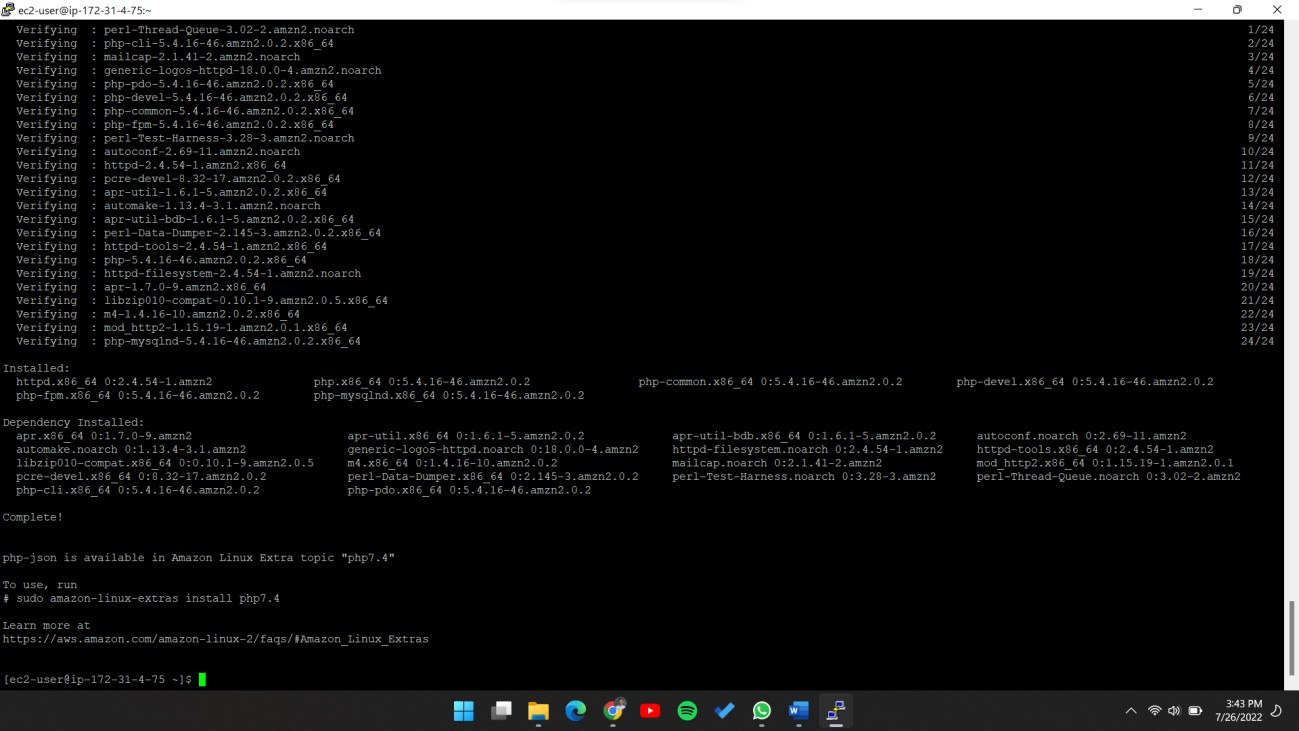 ec2-user@ip-172-31-4-75:~
Verifying : perl-Thread-Queue-3.02-2.amzn2.noarch 1/24
Verifying : php-cli-5.4.16-46.amzn2.0.2.x86_64 2/24
Verifying : mailcap-2.1.41-2.amzn2.noarch 3/24
Verifying : generic-logos-httpd-18.0.0-4.amzn2.noarch 4/24
Verifying : php-pdo-5.4.16-46.amzn2.0.2.x86_64 5/24
Verifying : php-devel-5.4.16-46.amzn2.0.2.x86_64 6/24
Verifying : php-common-5.4.16-46.amzn2.0.2.x86_64 7/24
Verifying : php-fpm-5.4.16-46.amzn2.0.2.x86_64 8/24
Verifying : perl-Test-Harness-3.28-3.amzn2.noarch 9/24
Verifying : autoconf-2.69-11.amzn2.noarch 10/24
Verifying : httpd-2.4.54-1.amzn2.x86_64 11/24
Verifying : pcre-devel-8.32-17.amzn2.0.2.x86_64 12/24
Verifying : apr-util-1.6.1-5.amzn2.0.2.x86_64 13/24
Verifying : automake-1.13.4-3.1.amzn2.noarch 14/24
Verifying : apr-util-bdb-1.6.1-5.amzn2.0.2.x86_64 15/24
Verifying : perl-Data-Dumper-2.145-3.amzn2.0.2.x86_64 16/24
Verifying : httpd-tools-2.4.54-1.amzn2.x86_64 17/24
Verifying : php-5.4.16-46.amzn2.0.2.x86_64 18/24
Verifying : httpd-filesystem-2.4.54-1.amzn2.noarch 19/24
Verifying : apr-1.7.0-9.amzn2.x86_64 20/24
Verifying : libzip010-compat-0.10.1-9.amzn2.0.5.x86_64 21/24
Verifying : m4-1.4.16-10.amzn2.0.2.x86_64 22/24
Verifying : mod_http2-1.15.19-1.amzn2.0.1.x86_64 23/24
Verifying : php-mysqlnd-5.4.16-46.amzn2.0.2.x86_64 24/24
Installed:
httpd.x86_64 0:2.4.54-1.amzn2 php.x86_64 0:5.4.16-46.amzn2.0.2 php-common.x86_64 0:5.4.16-46.amzn2.0.2 php-devel.x86_64 0:5.4.16-46.amzn2.0.2
php-fpm.x86_64 0:5.4.16-46.amzn2.0.2 php-mysqlnd.x86_64 0:5.4.16-46.amzn2.0.2
Dependency Installed:
apr.x86_64 0:1.7.0-9.amzn2 apr-util.x86_64 0:1.6.1-5.amzn2.0.2 apr-util-bdb.x86_64 0:1.6.1-5.amzn2.0.2 autoconf.noarch 0:2.69-11.amzn2
automake.noarch 0:1.13.4-3.1.amzn2 generic-logos-httpd.noarch 0:18.0.0-4.amzn2 httpd-filesystem.noarch 0:2.4.54-1.amzn2 httpd-tools.x86_64 0:2.4.54-1.amzn2
libzip010-compat.x86_64 0:0.10.1-9.amzn2.0.5 m4.x86_64 0:1.4.16-10.amzn2.0.2 mailcap.noarch 0:2.1.41-2.amzn2 mod_http2.x86_64 0:1.15.19-1.amzn2.0.1
pcre-devel.x86_64 0:8.32-17.amzn2.0.2 perl-Data-Dumper.x86_64 0:2.145-3.amzn2.0.2 perl-Test-Harness.noarch 0:3.28-3.amzn2 perl-Thread-Queue.noarch 0:3.02-2.amzn2
php-cli.x86_64 0:5.4.16-46.amzn2.0.2 php-pdo.x86_64 0:5.4.16-46.amzn2.0.2
Complete!
php-json is available in Amazon Linux Extra topic "php7.4"
To use, run
# sudo amazon-linux-extras install php7.4
Learn more at
https://aws.amazon.com/amazon-linux-2/faqs/#Amazon_Linux_Extras
[ec2-user@ip-172-31-4-75 ~]$
3:43 PM
7/26/2022